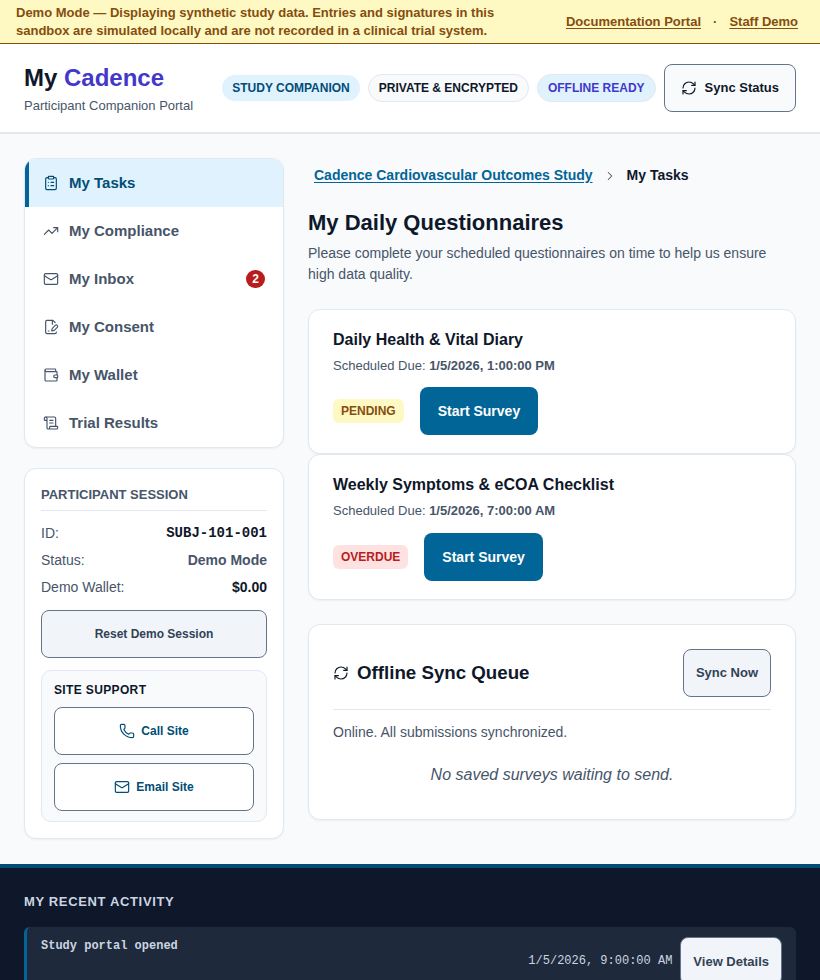 Demo Mode — Displaying synthetic study data. Entries and signatures in this
sandbox are simulated locally and are not recorded in a clinical trial system.
Documentation Portal · Staff Demo
My Cadence
Participant Companion Portal
STUDY COMPANION
PRIVATE & ENCRYPTED
OFFLINE READY
Sync Status
My Tasks
My Compliance
My Inbox 2
My Consent
My Wallet
Trial Results
PARTICIPANT SESSION
ID: SUBJ-101-001
Status: Demo Mode
Demo Wallet: $0.00
Reset Demo Session
SITE SUPPORT
Call Site
Email Site
Cadence Cardiovascular Outcomes Study > My Tasks
My Daily Questionnaires
Please complete your scheduled questionnaires on time to help us ensure
high data quality.
Daily Health & Vital Diary
Scheduled Due: 1/5/2026, 1:00:00 PM
PENDING Start Survey
Weekly Symptoms & eCOA Checklist
Scheduled Due: 1/5/2026, 7:00:00 AM
OVERDUE Start Survey
Offline Sync Queue Sync Now
Online. All submissions synchronized.
No saved surveys waiting to send.
MY RECENT ACTIVITY
Study portal opened
1/5/2026, 9:00:00 AM View Details